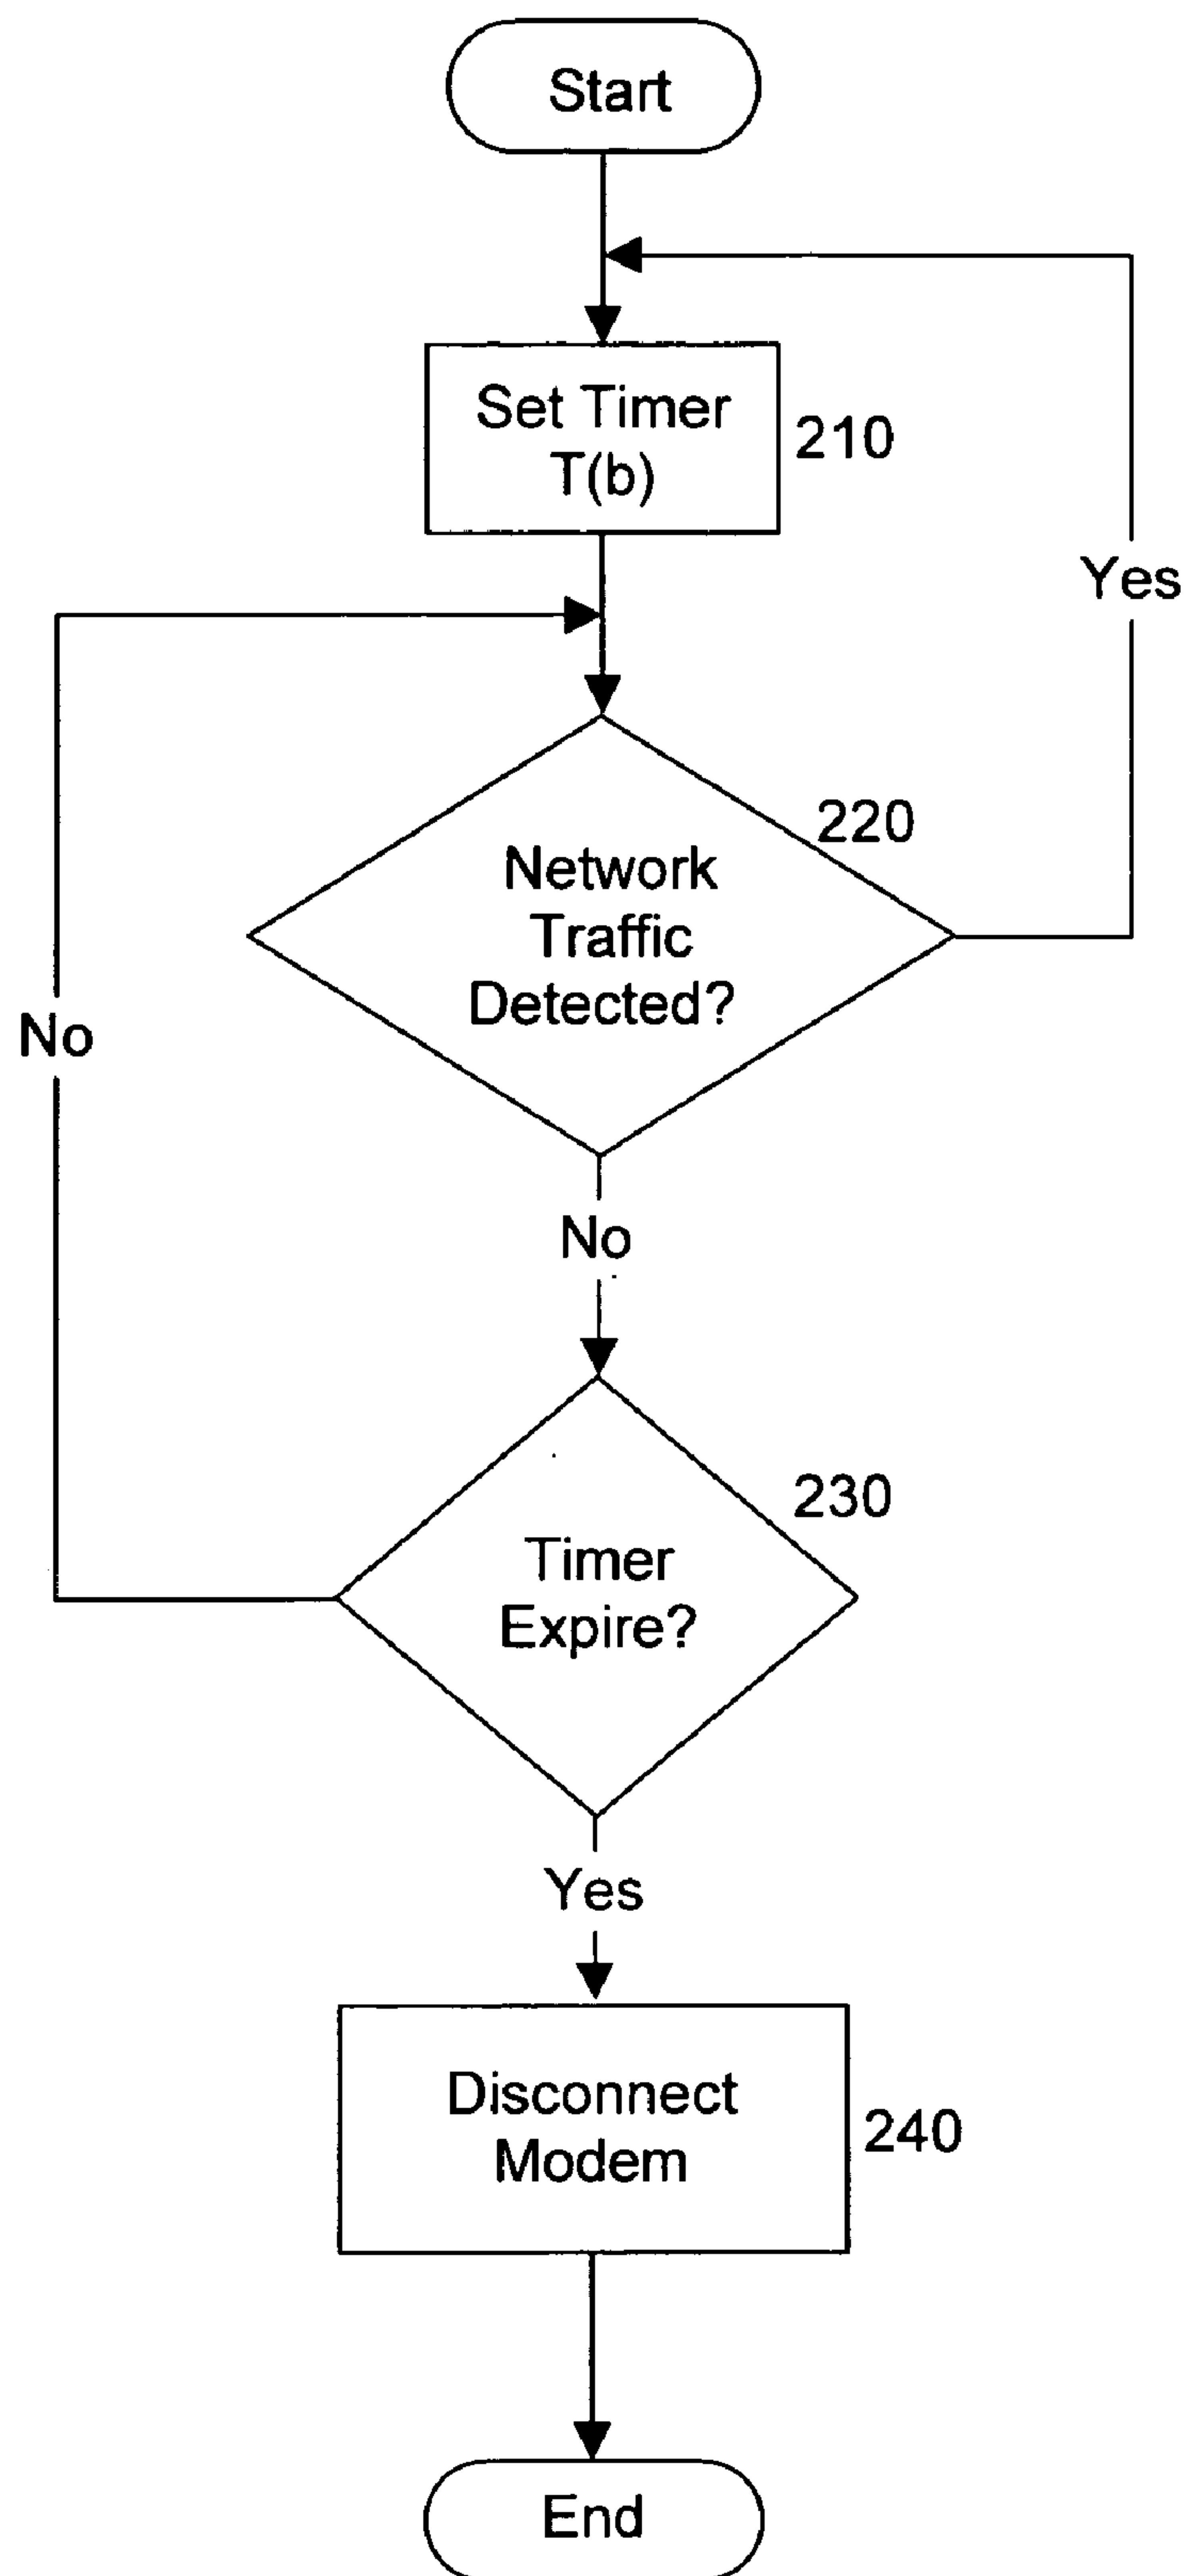 Start
Set Timer
T(b)
210
Yes
220
Network
Traffic
Detected?
No
No
230
Timer
Expire?
Yes
Disconnect
Modem
240
End